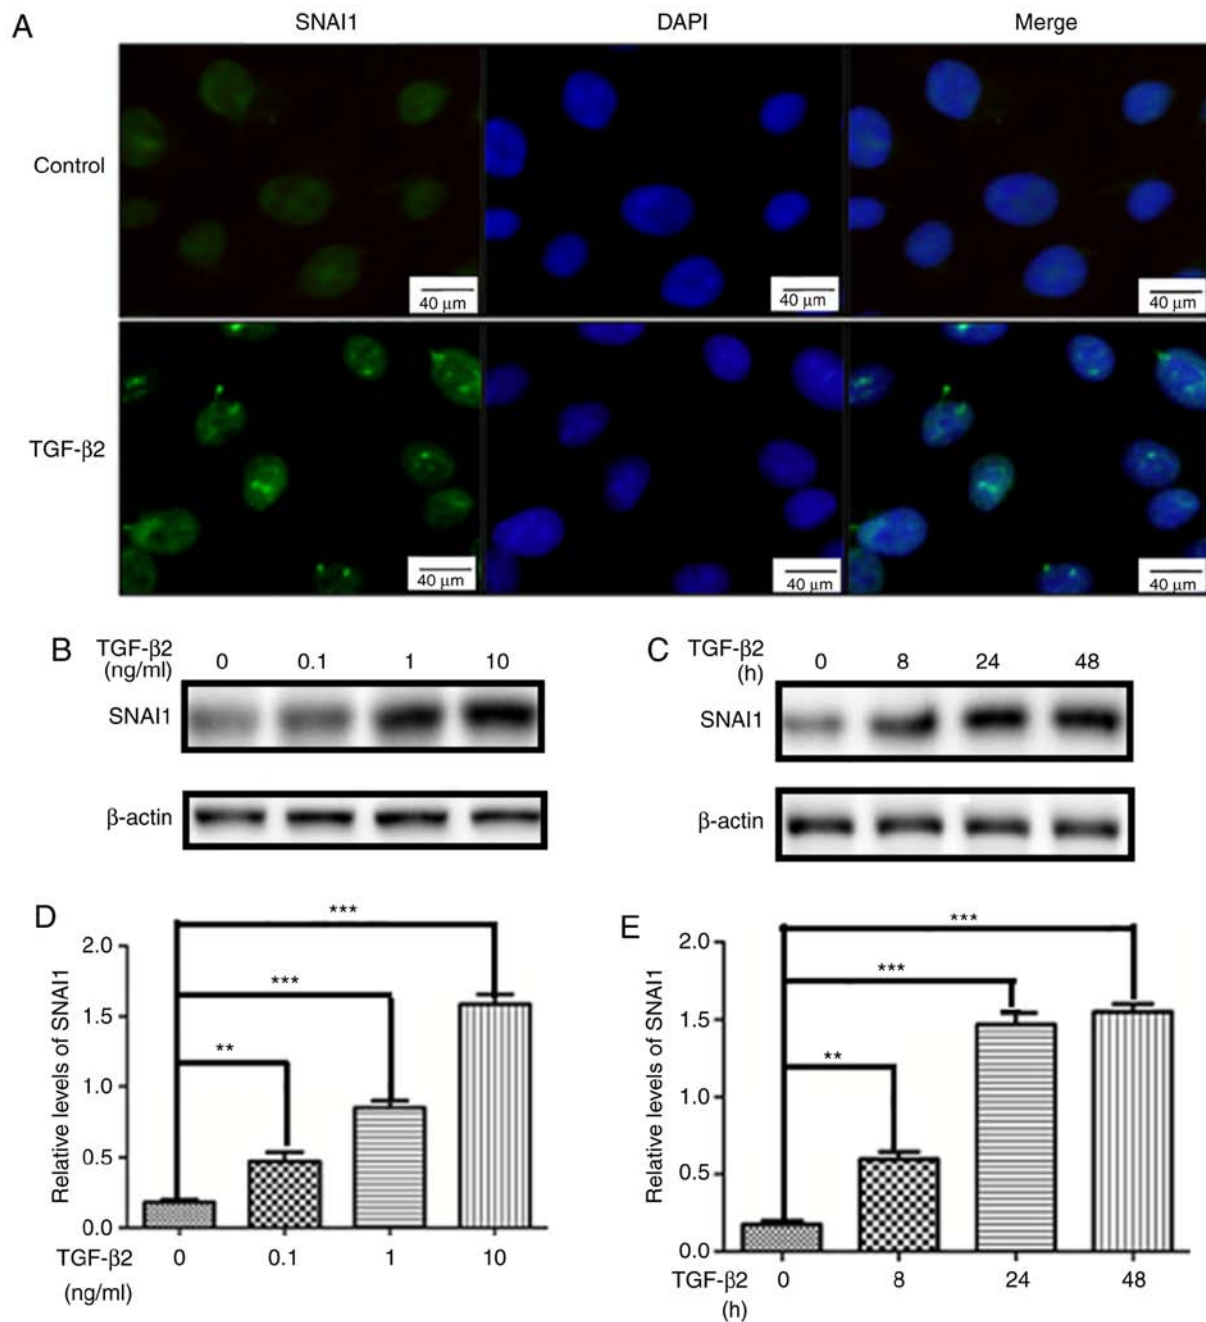 A
SNAI1 DAPI Merge
Control
40 μm 40 μm 40 μm
TGF-β2
40 μm 40 μm 40 μm
B
TGF-β2
(ng/ml) 0 0.1 1 10
SNAI1
β-actin
C
TGF-β2
(h) 0 8 24 48
SNAI1
β-actin
D
Relative levels of SNAI1
2.0
1.5
1.0
0.5
0.0
***
***
**
TGF-β2 0 0.1 1 10
(ng/ml)
E
Relative levels of SNAI1
2.0
1.5
1.0
0.5
0.0
***
***
**
TGF-β2 0 8 24 48
(h)